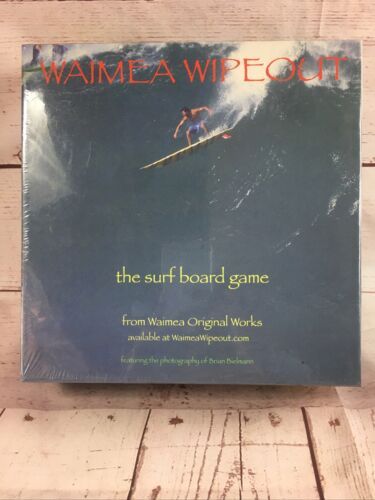 WAIMEA WIPEOUT
the surf board game
from Waimea Original Works
available at WaimeaWipeout.com
featuring the photography of Brian Bielmann